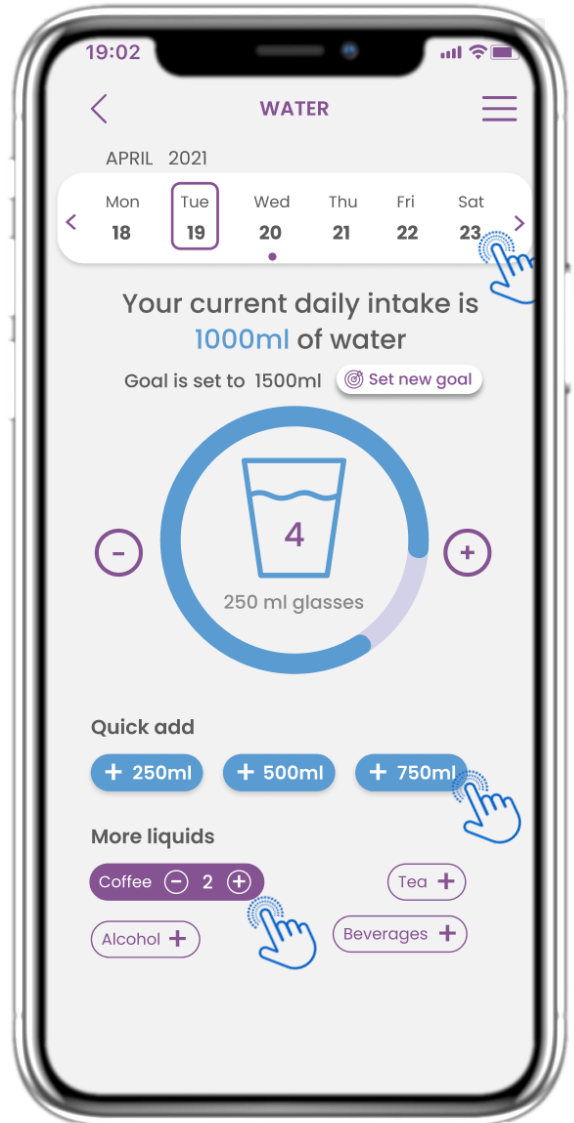 19:02
WATER
APRIL 2021
Mon Tue Wed Thu Fri Sat
18 19 20 21 22 23
Your current daily intake is
1000ml of water
Goal is set to 1500ml Set new goal
4
- +
250 ml glasses
Quick add
+ 250ml + 500ml + 750ml
More liquids
Coffee - 2 + Tea +
Alcohol + Beverages +